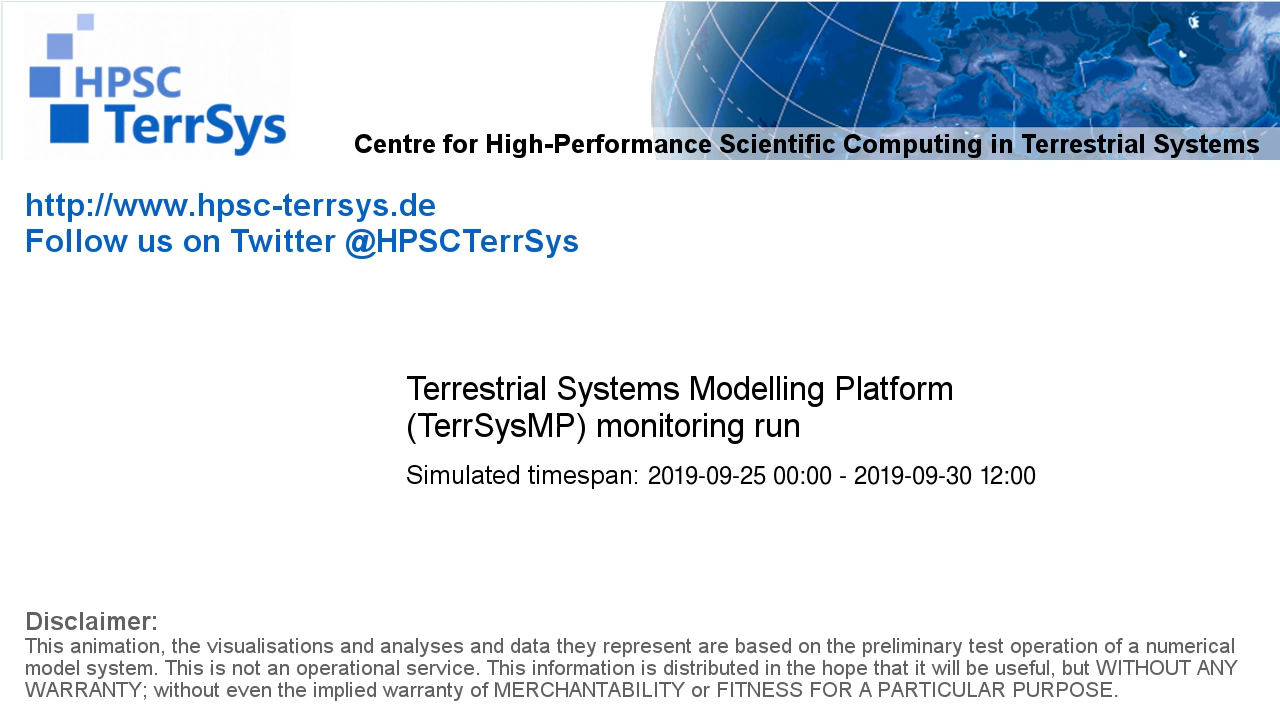 HPSC
TerrSys
Centre for High-Performance Scientific Computing in Terrestrial Systems
http://www.hpsc-terrsys.de
Follow us on Twitter @HPSCTerrSys
Terrestrial Systems Modelling Platform
(TerrSysMP) monitoring run
Simulated timespan: 2019-09-25 00:00 - 2019-09-30 12:00
Disclaimer:
This animation, the visualisations and analyses and data they represent are based on the preliminary test operation of a numerical
model system. This is not an operational service. This information is distributed in the hope that it will be useful, but WITHOUT ANY
WARRANTY; without even the implied warranty of MERCHANTABILITY or FITNESS FOR A PARTICULAR PURPOSE.